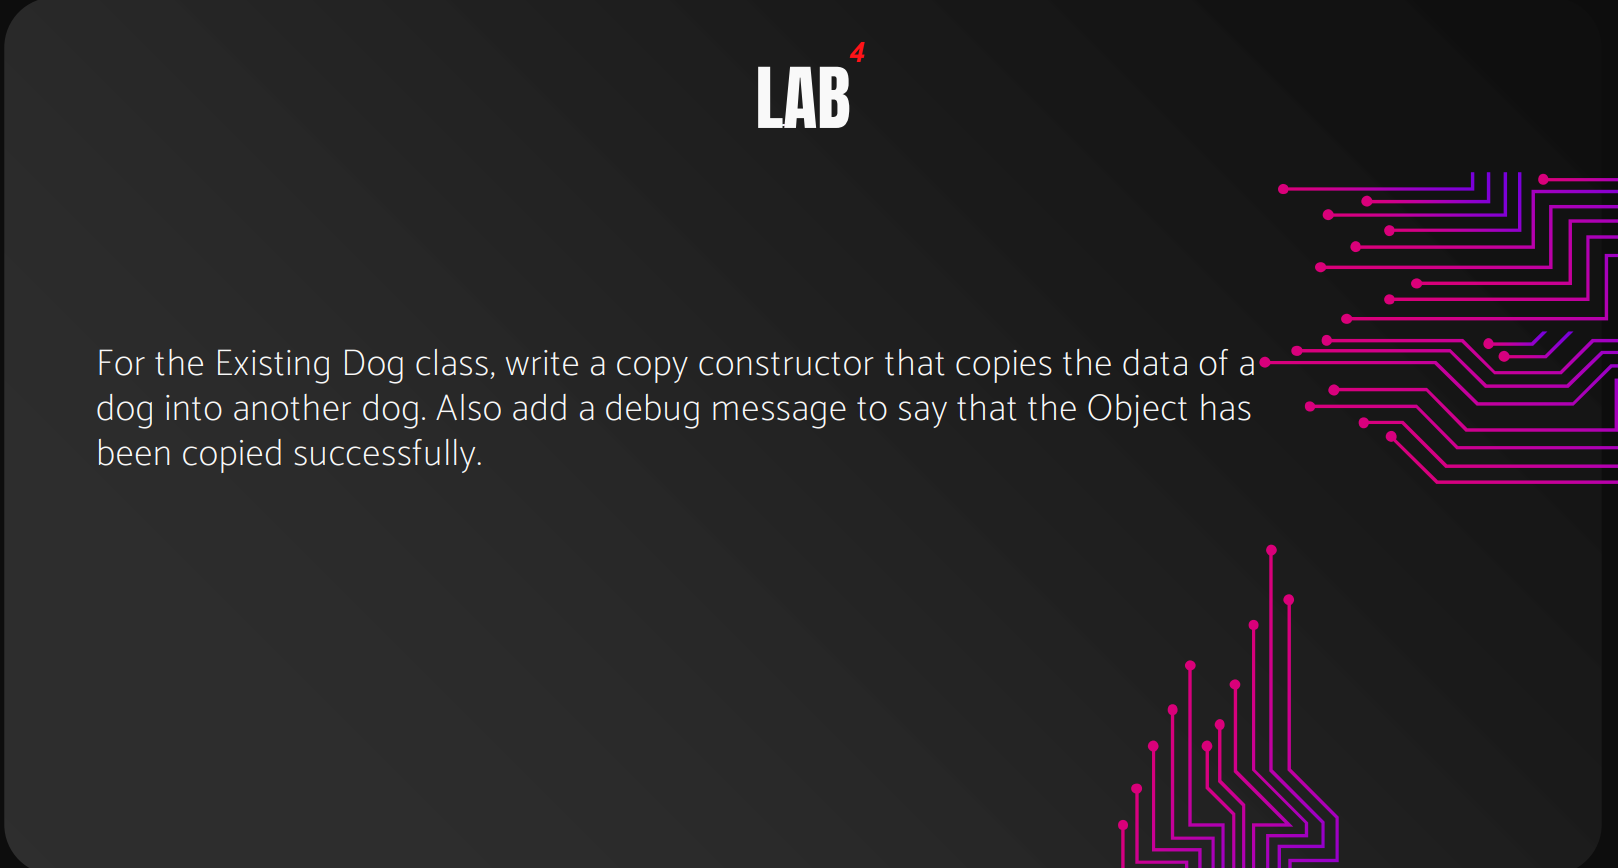 LAB 4
For the Existing Dog class, write a copy constructor that copies the data of a
dog into another dog. Also add a debug message to say that the Object has
been copied successfully.